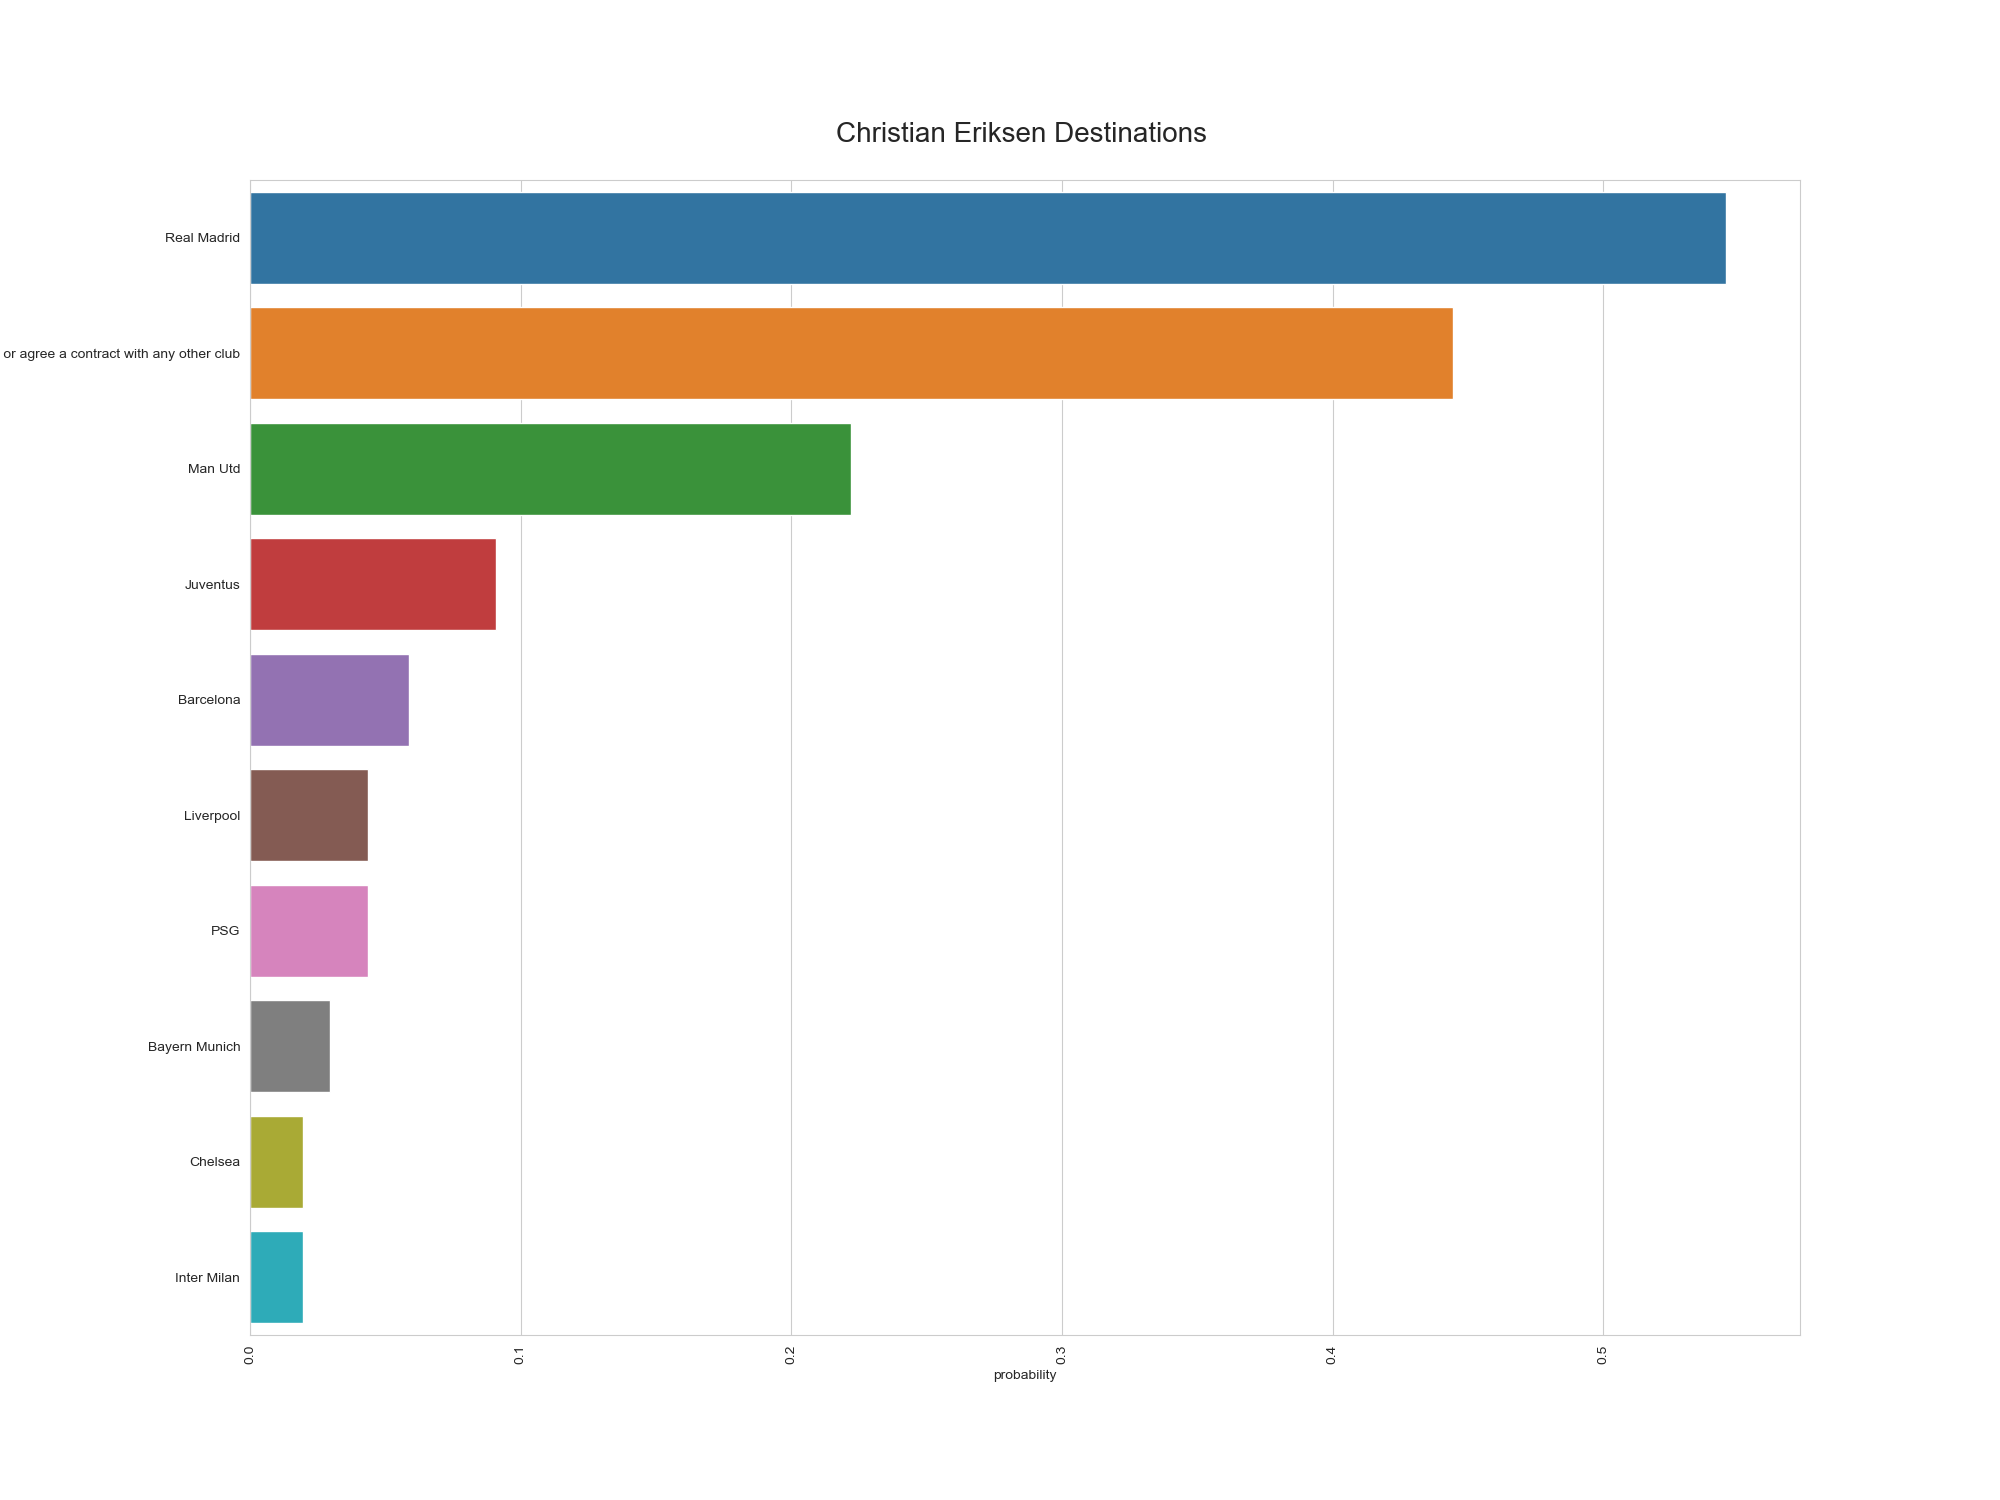 Christian Eriksen Destinations
Real Madrid
or agree a contract with any other club
Man Utd
Juventus
Barcelona
Liverpool
PSG
Bayern Munich
Chelsea
Inter Milan
0.0 0.1 0.2 0.3 0.4 0.5
probability